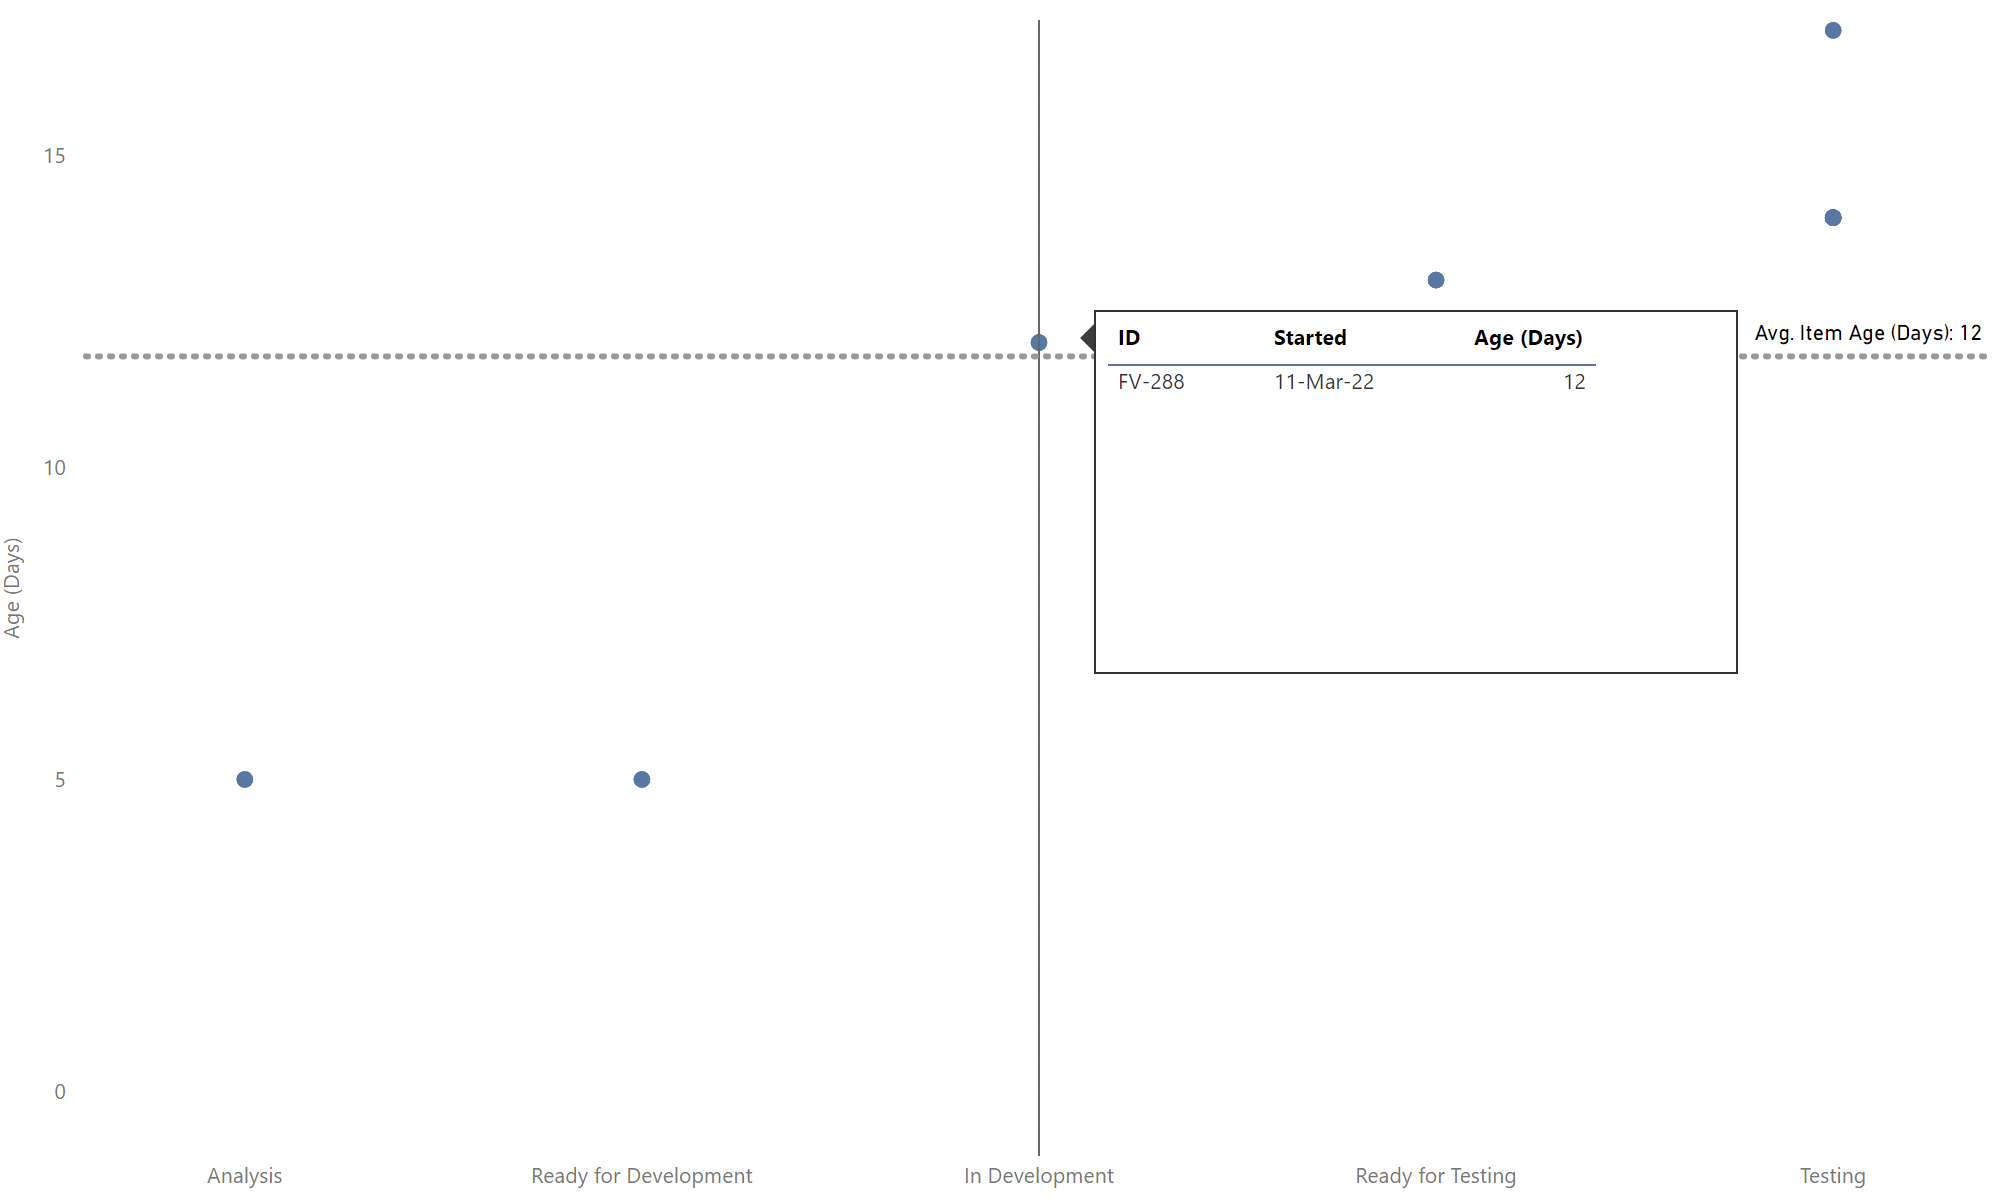 15
ID Started Age (Days)
Avg. Item Age (Days): 12
FV-288 11-Mar-22 12
10
Age (Days)
5
0
Analysis Ready for Development In Development Ready for Testing Testing